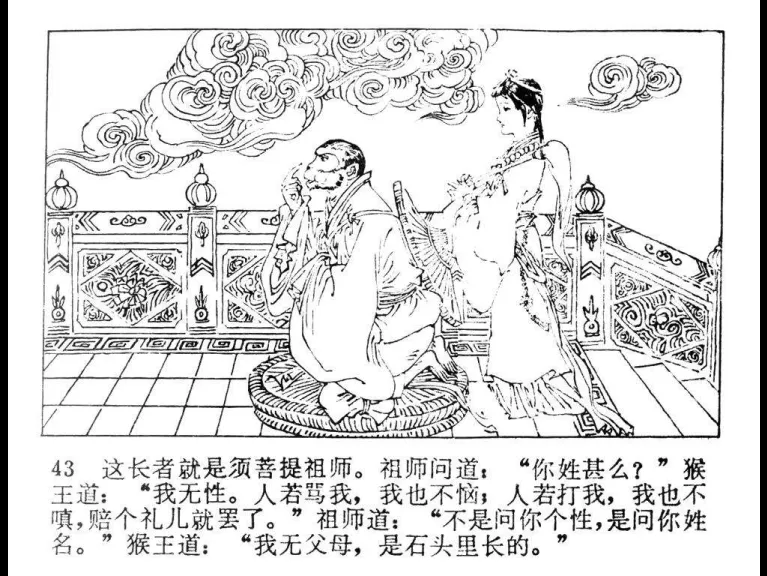 43 这长者就是须菩提祖师。祖师问道：“你姓甚么？”猴
王道：“我无性。人若骂我，我也不恼；人若打我，我也不
嗔，赔个礼儿就罢了。”祖师道：“不是问你个性，是问你姓
名。”猴王道：“我无父母，是石头里长的。”